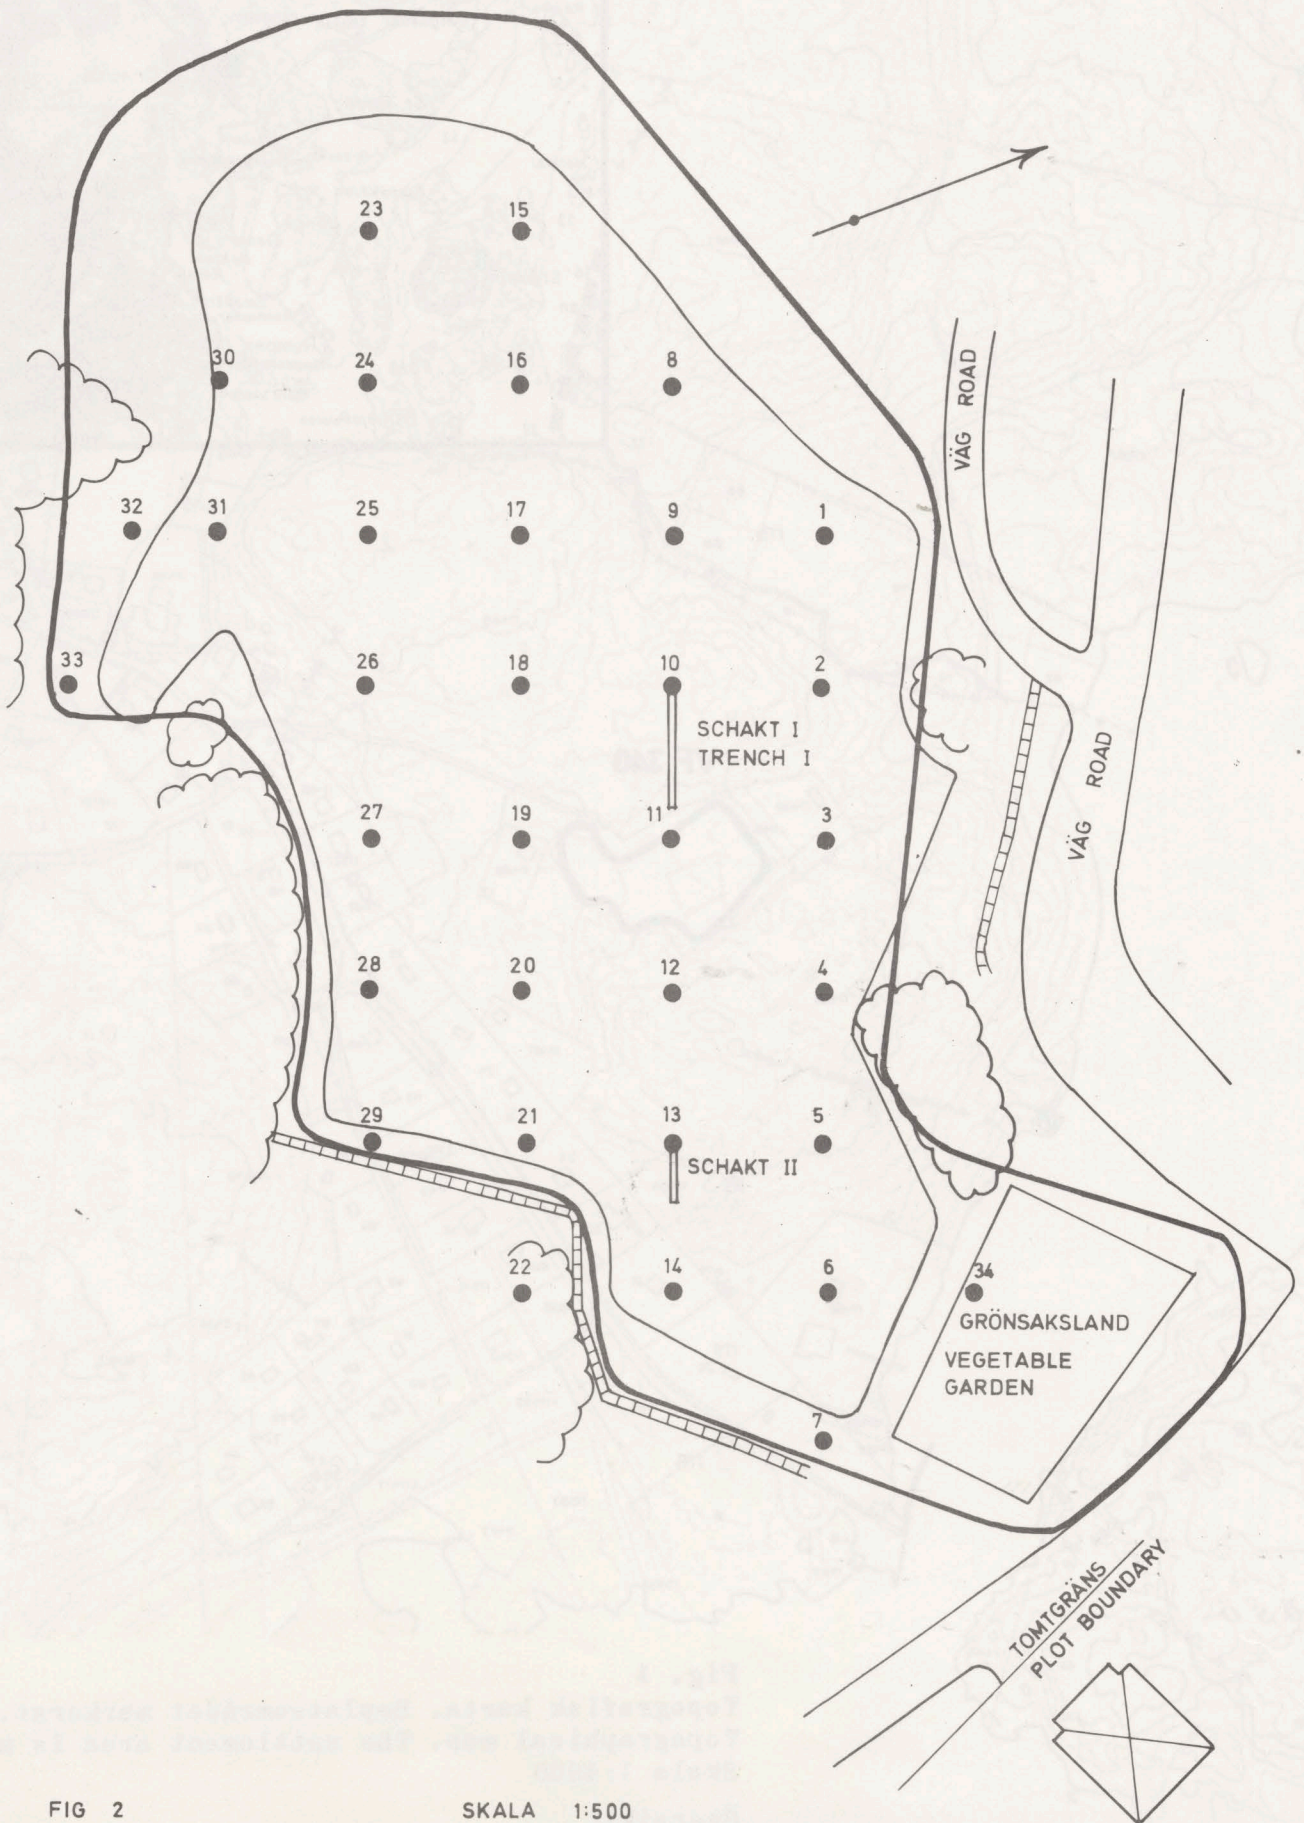 23 15
30 24 16 8
VÄG ROAD
32 31 25 17 9 1
33 26 18 10 2
SCHAKT I
TRENCH I
VÄG ROAD
27 19 11 3
28 20 12 4
29 21 13 5
SCHAKT II
22 14 6 34
GRÖNSAKSLAND
VEGETABLE
GARDEN
7
TOMTGRÄNS
PLOT BOUNDARY
FIG 2 SKALA 1:500